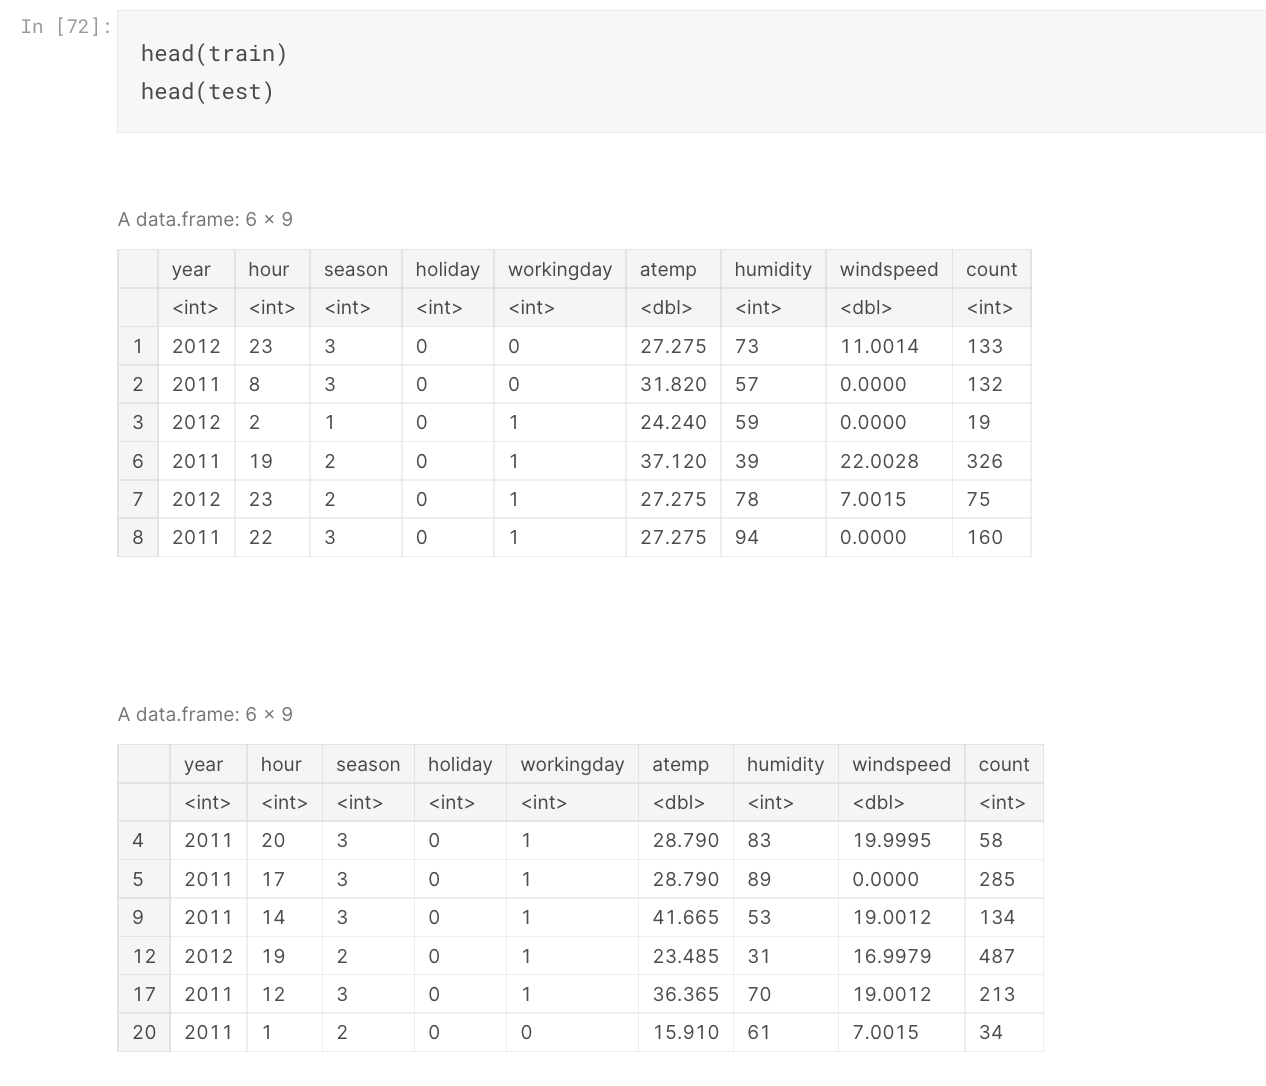 In [72]:
head(train)
head(test)
A data.frame: 6 × 9
year hour season holiday workingday atemp humidity windspeed count
<int> <int> <int> <int> <int> <dbl> <int> <dbl> <int>
1 2012 23 3 0 0 27.275 73 11.0014 133
2 2011 8 3 0 0 31.820 57 0.0000 132
3 2012 2 1 0 1 24.240 59 0.0000 19
6 2011 19 2 0 1 37.120 39 22.0028 326
7 2012 23 2 0 1 27.275 78 7.0015 75
8 2011 22 3 0 1 27.275 94 0.0000 160
A data.frame: 6 × 9
year hour season holiday workingday atemp humidity windspeed count
<int> <int> <int> <int> <int> <dbl> <int> <dbl> <int>
4 2011 20 3 0 1 28.790 83 19.9995 58
5 2011 17 3 0 1 28.790 89 0.0000 285
9 2011 14 3 0 1 41.665 53 19.0012 134
12 2012 19 2 0 1 23.485 31 16.9979 487
17 2011 12 3 0 1 36.365 70 19.0012 213
20 2011 1 2 0 0 15.910 61 7.0015 34